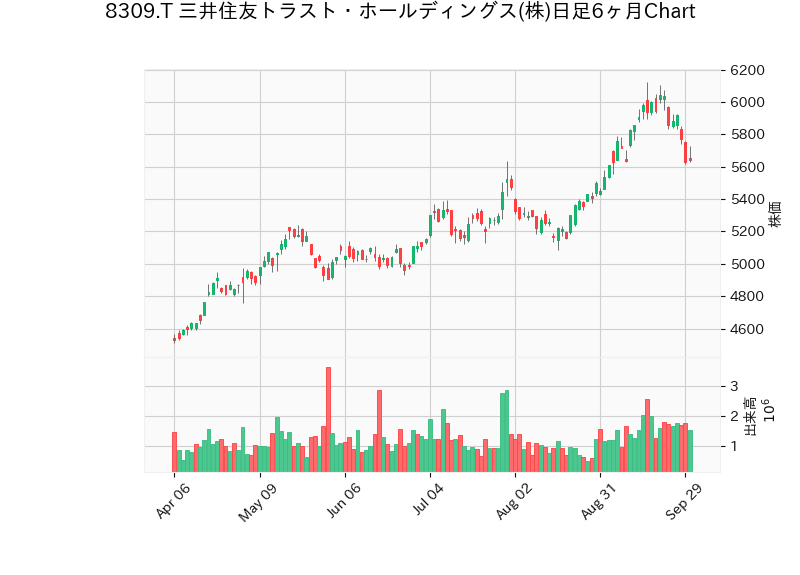 8309.T 三井住友トラスト・ホールディングス(株)日足6ヶ月Chart
6200
6000
5800
5600
5400
5200
5000
4800
4600
株価
3
2
1
出来高
10^6
Apr 06
May 09
Jun 06
Jul 04
Aug 02
Aug 31
Sep 29